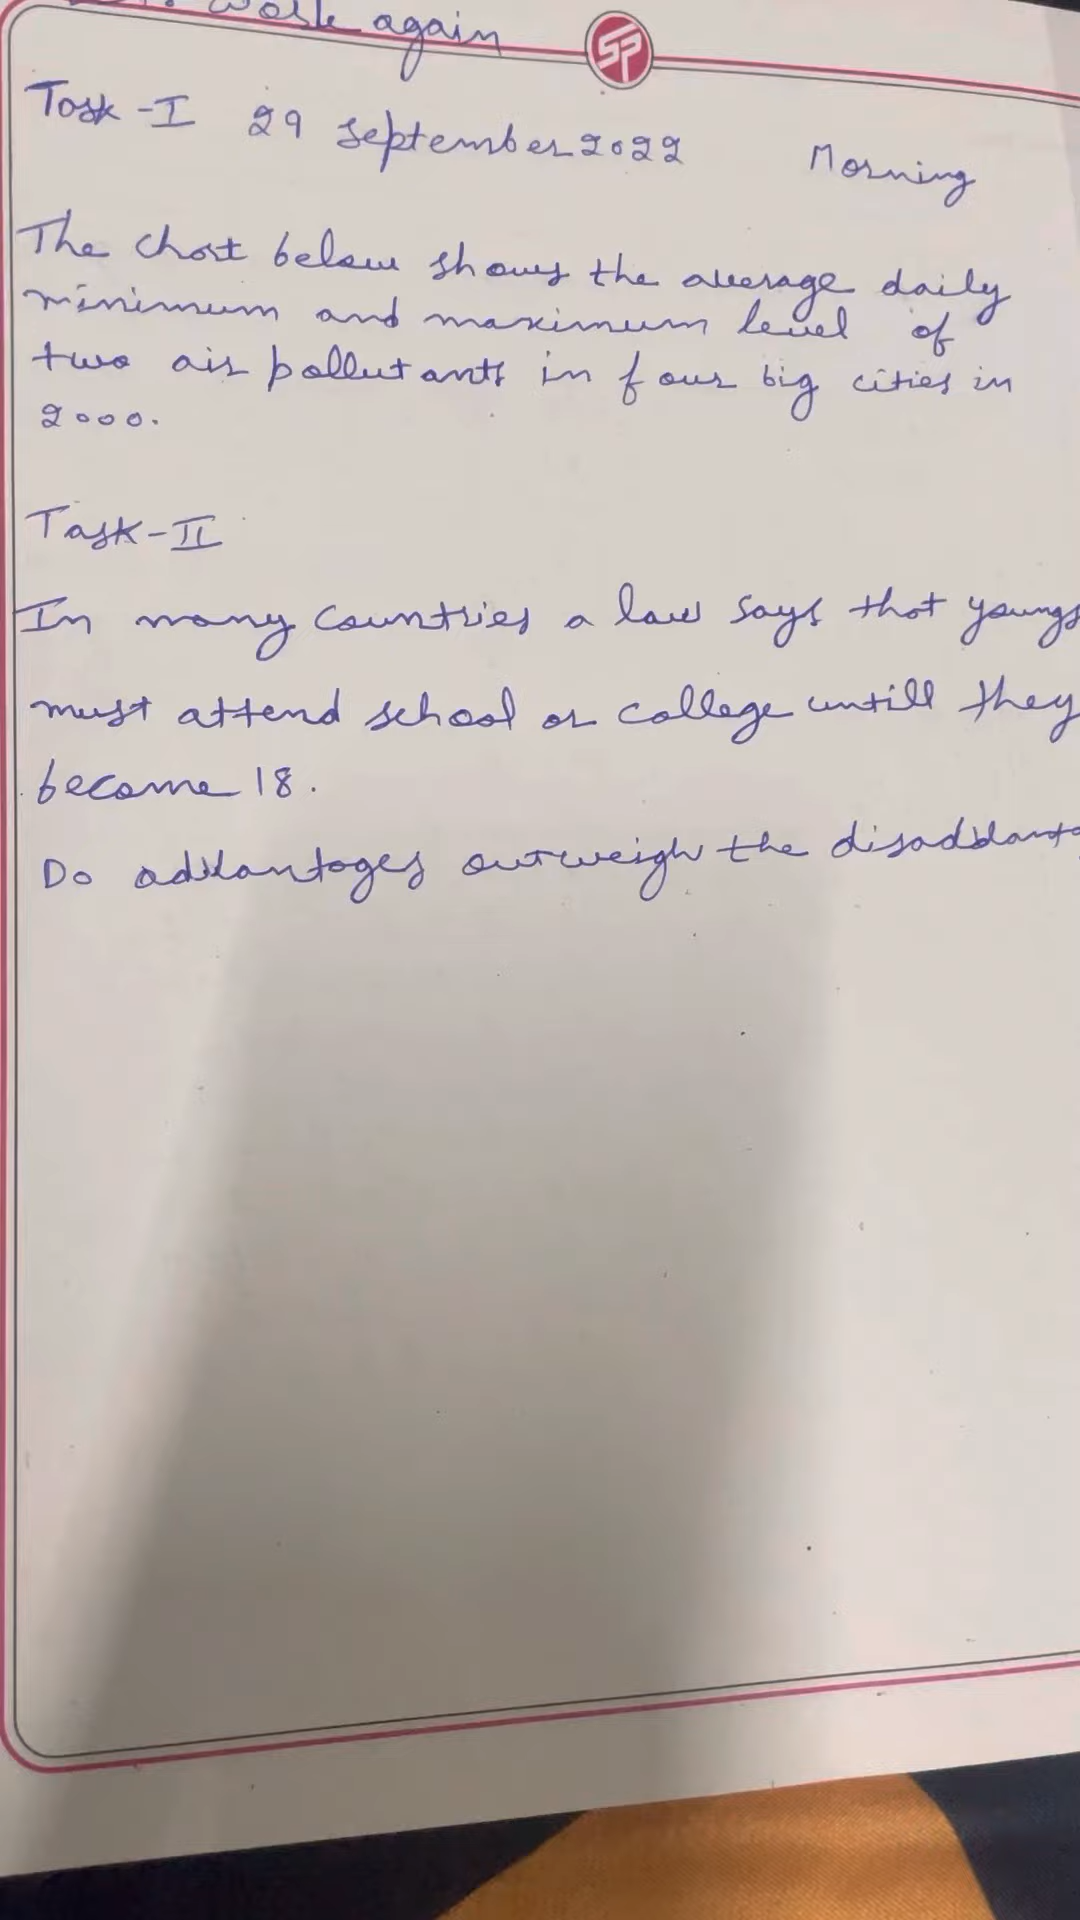 Work again
SP
Task-I 29 September 2022 Morning
The chart below shows the average daily
minimum and maximum level of
two air pollutants in four big cities in
2000.
Task-II
In many countries a law says that youngs
must attend school or college untill they
become 18.
Do advantages outweigh the disadvanta